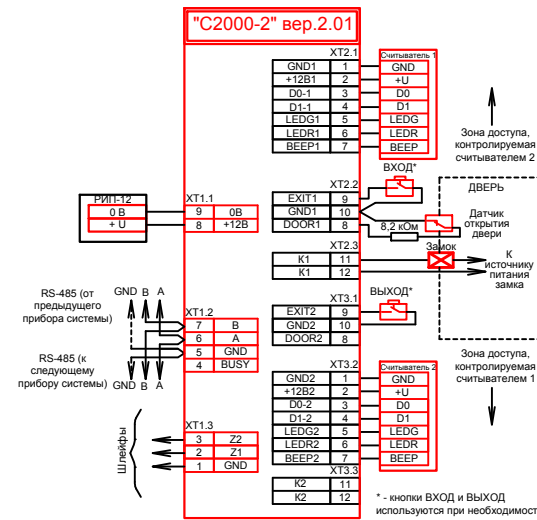 "С2000-2" вер.2.01
XT2.1
GND1 1
+12В1 2
D0-1 3
D1-1 4
LEDG1 5
LEDR1 6
BEEP1 7
Считыватель 1
GND
+U
D0
D1
LEDG
LEDR
BEEP
Зона доступа,
контролируемая
считывателем 2
ВХОД*
XT2.2
EXIT1 9
GND1 10
DOOR1 8
8,2 кОм
ДВЕРЬ
Датчик
открытия
двери
РИП-12
0 В
+ U
XT1.1
9 0В
8 +12В
XT2.3
К1 11
К1 12
Замок
К
источнику
питания
замка
RS-485 (от
предыдущего
прибора системы)
GND В А
XT1.2
7 В
6 А
5 GND
4 BUSY
RS-485 (к
следующему
прибору системы)
GND В А
XT3.1
EXIT2 9
GND2 10
DOOR2 8
ВЫХОД*
XT3.2
GND2 1
+12В2 2
D0-2 3
D1-2 4
LEDG2 5
LEDR2 6
BEEP2 7
Считыватель 2
GND
+U
D0
D1
LEDG
LEDR
BEEP
Зона доступа,
контролируемая
считывателем 1
Шлейфы
XT1.3
3 Z2
2 Z1
1 GND
XT3.3
К2 11
К2 12
* - кнопки ВХОД и ВЫХОД
используются при необходимост